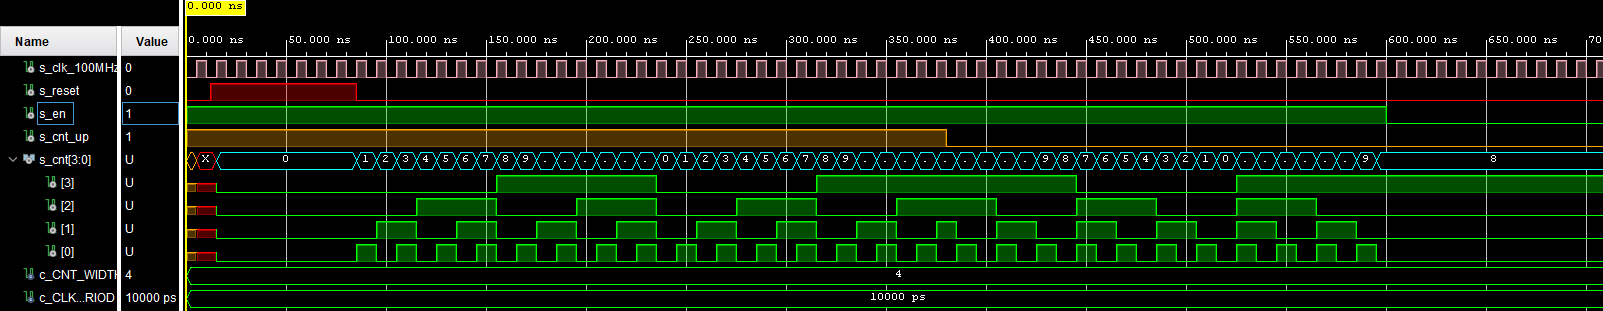 0.000 ns
Name Value
0.000 ns 50.000 ns 100.000 ns 150.000 ns 200.000 ns 250.000 ns 300.000 ns 350.000 ns 400.000 ns 450.000 ns 500.000 ns 550.000 ns 600.000 ns 650.000 ns 70
s_clk_100MHz 0
s_reset 0
s_en 1
s_cnt_up 1
s_cnt[3:0] U X 0 1 2 3 4 5 6 7 8 9 . . . . . . 0 1 2 3 4 5 6 7 8 9 . . . . . . . . . 9 8 7 6 5 4 3 2 1 0 . . . . . . 9 8
[3] U
[2] U
[1] U
[0] U
c_CNT_WIDTH 4 4
c_CLK...RIOD 10000 ps 10000 ps